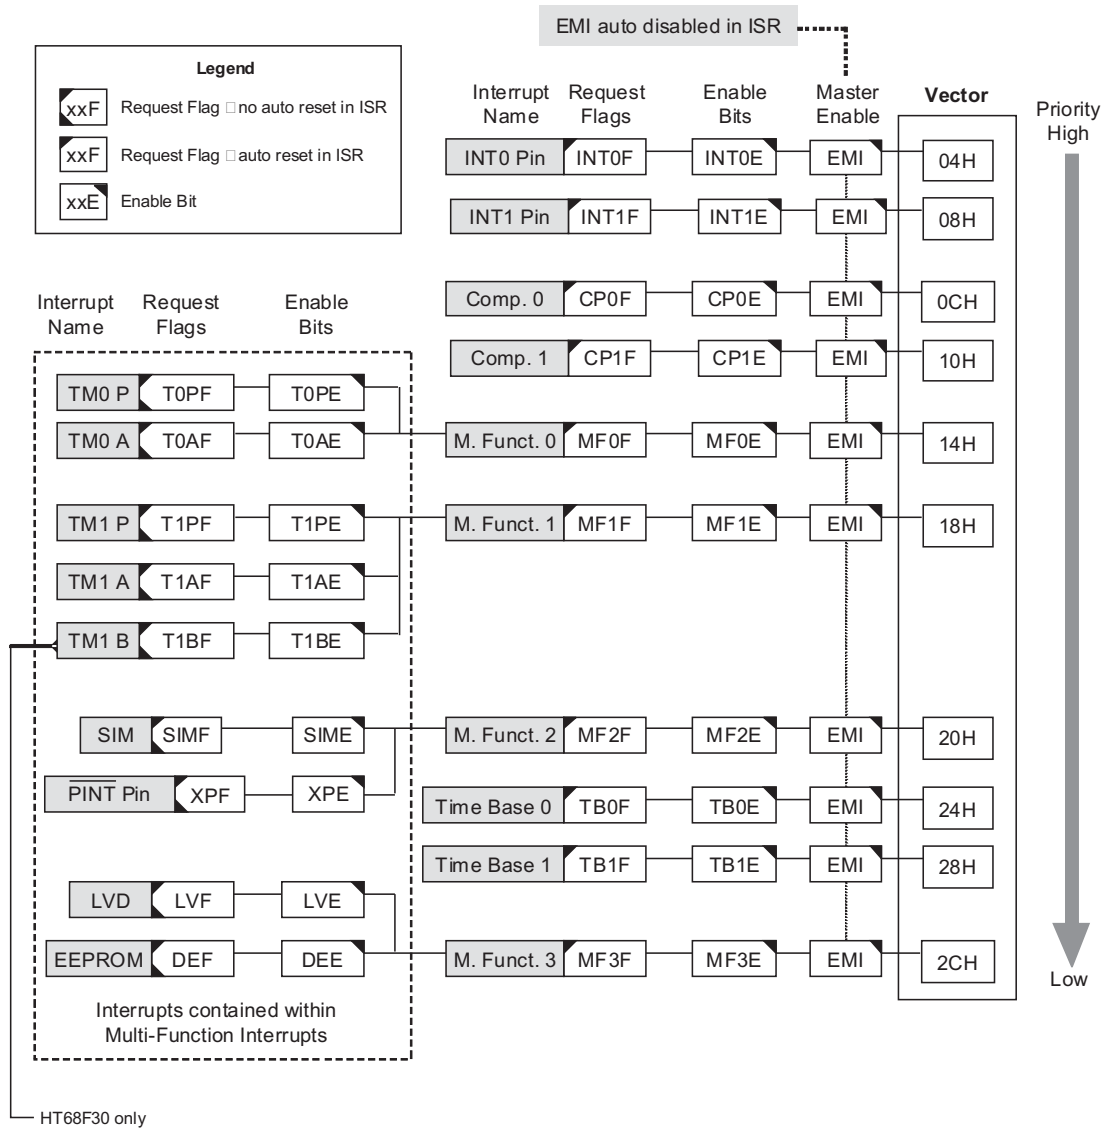 EMI auto disabled in ISR
Legend
xxF Request Flag □ no auto reset in ISR
xxF Request Flag □ auto reset in ISR
xxE Enable Bit
Interrupt Name Request Flags Enable Bits Master Enable Vector Priority High
INT0 Pin INT0F INT0E EMI 04H
INT1 Pin INT1F INT1E EMI 08H
Comp. 0 CP0F CP0E EMI 0CH
Comp. 1 CP1F CP1E EMI 10H
Interrupt Name Request Flags Enable Bits
TM0 P T0PF T0PE
TM0 A T0AF T0AE M. Funct. 0 MF0F MF0E EMI 14H
TM1 P T1PF T1PE M. Funct. 1 MF1F MF1E EMI 18H
TM1 A T1AF T1AE
TM1 B T1BF T1BE
SIM SIMF SIME M. Funct. 2 MF2F MF2E EMI 20H
PINT Pin XPF XPE
Time Base 0 TB0F TB0E EMI 24H
Time Base 1 TB1F TB1E EMI 28H
LVD LVF LVE
EEPROM DEF DEE M. Funct. 3 MF3F MF3E EMI 2CH
Low
Interrupts contained within
Multi-Function Interrupts
HT68F30 only